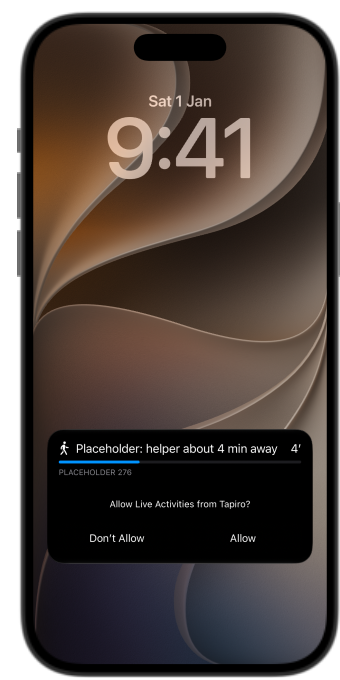 Sat 1 Jan
9:41
Placeholder: helper about 4 min away 4′
PLACEHOLDER 276
Allow Live Activities from Tapiro?
Don’t Allow Allow